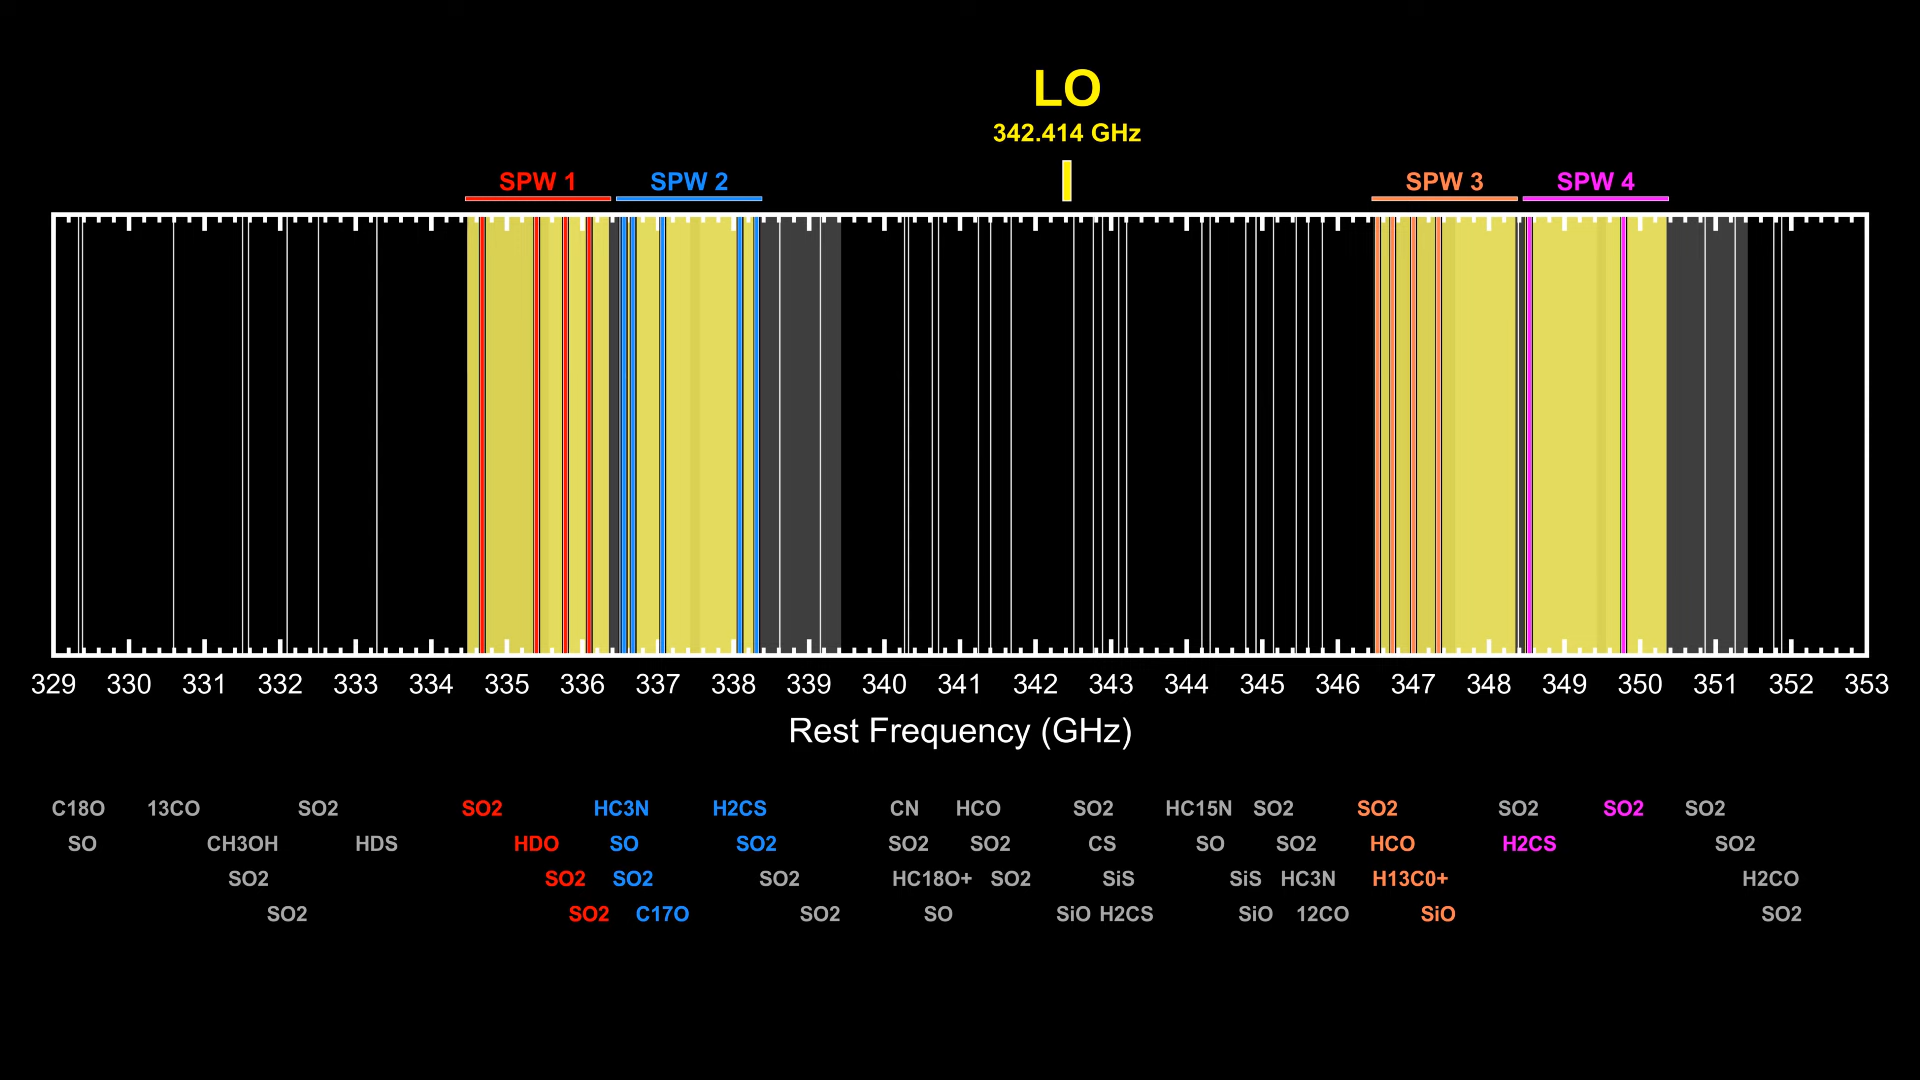 LO
342.414 GHz
SPW 1 SPW 2 SPW 3 SPW 4
329 330 331 332 333 334 335 336 337 338 339 340 341 342 343 344 345 346 347 348 349 350 351 352 353
Rest Frequency (GHz)
C18O 13CO SO2 SO2 HC3N H2CS CN HCO SO2 HC15N SO2 SO2 SO2 SO2 SO2
SO CH3OH HDS HDO SO SO2 SO2 SO2 CS SO SO2 HCO H2CS SO2
SO2 SO2 SO2 SO2 HC18O+ SO2 SiS SiS HC3N H13C0+ H2CO
SO2 SO2 C17O SO2 SO SiO H2CS SiO 12CO SiO SO2